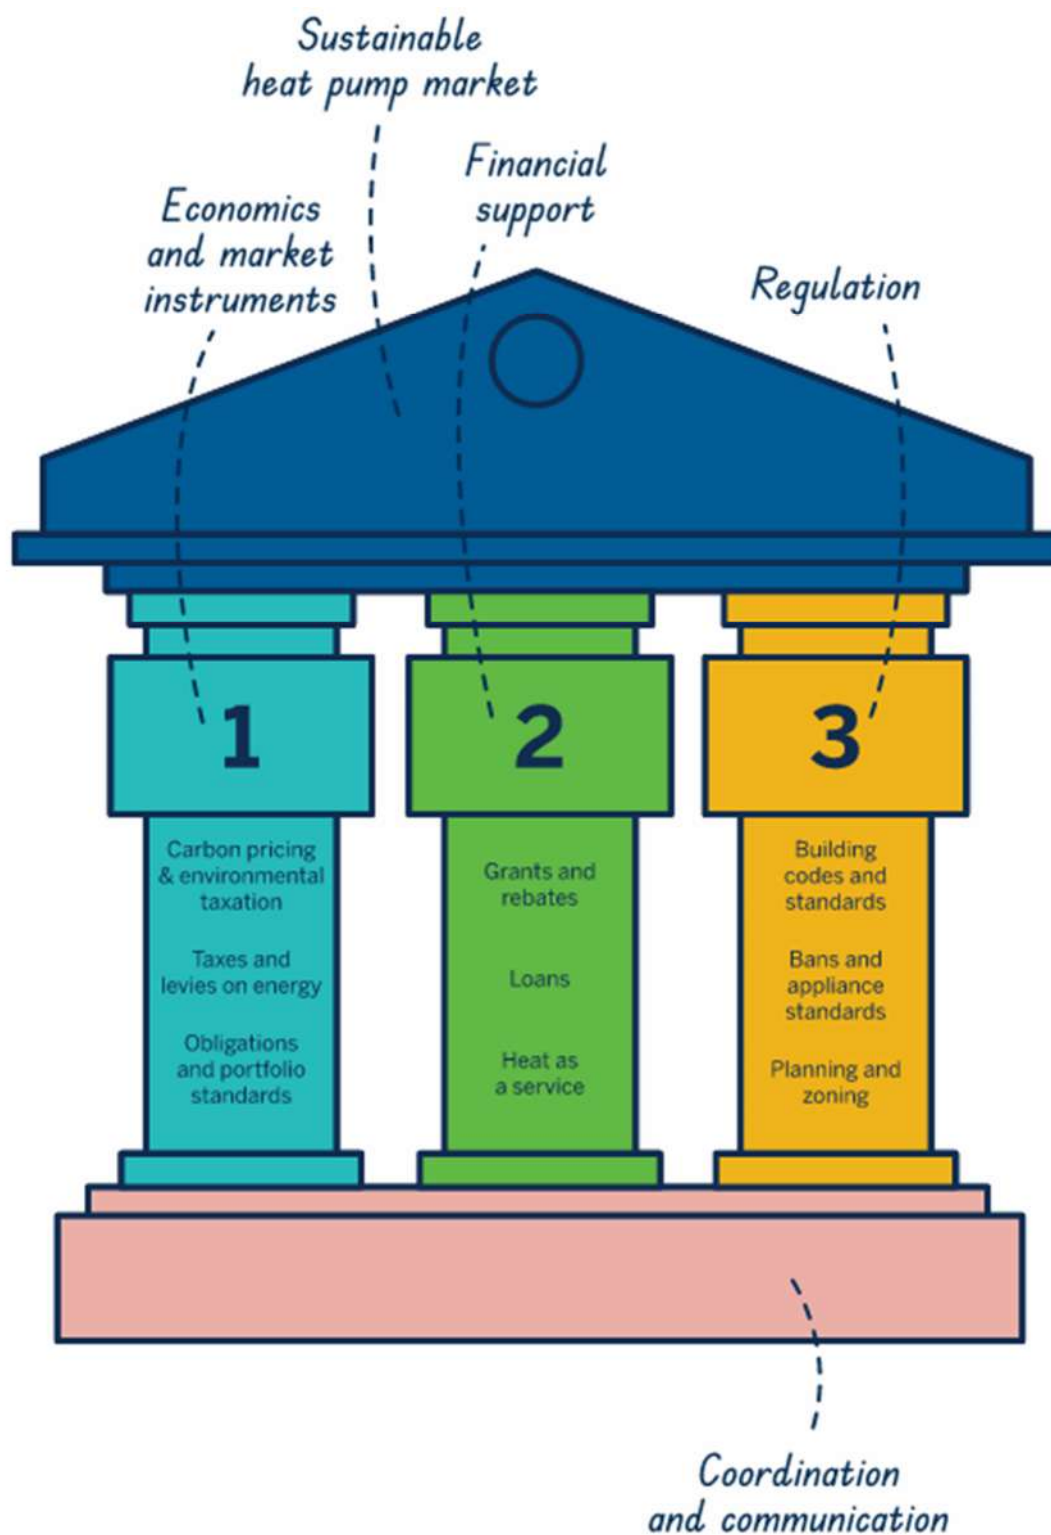 Sustainable
heat pump market
Financial
support
Economics
and market
instruments
Regulation
1
2
3
Carbon pricing
& environmental
taxation
Taxes and
levies on energy
Obligations
and portfolio
standards
Grants and
rebates
Loans
Heat as
a service
Building
codes and
standards
Bans and
appliance
standards
Planning and
zoning
Coordination
and communication